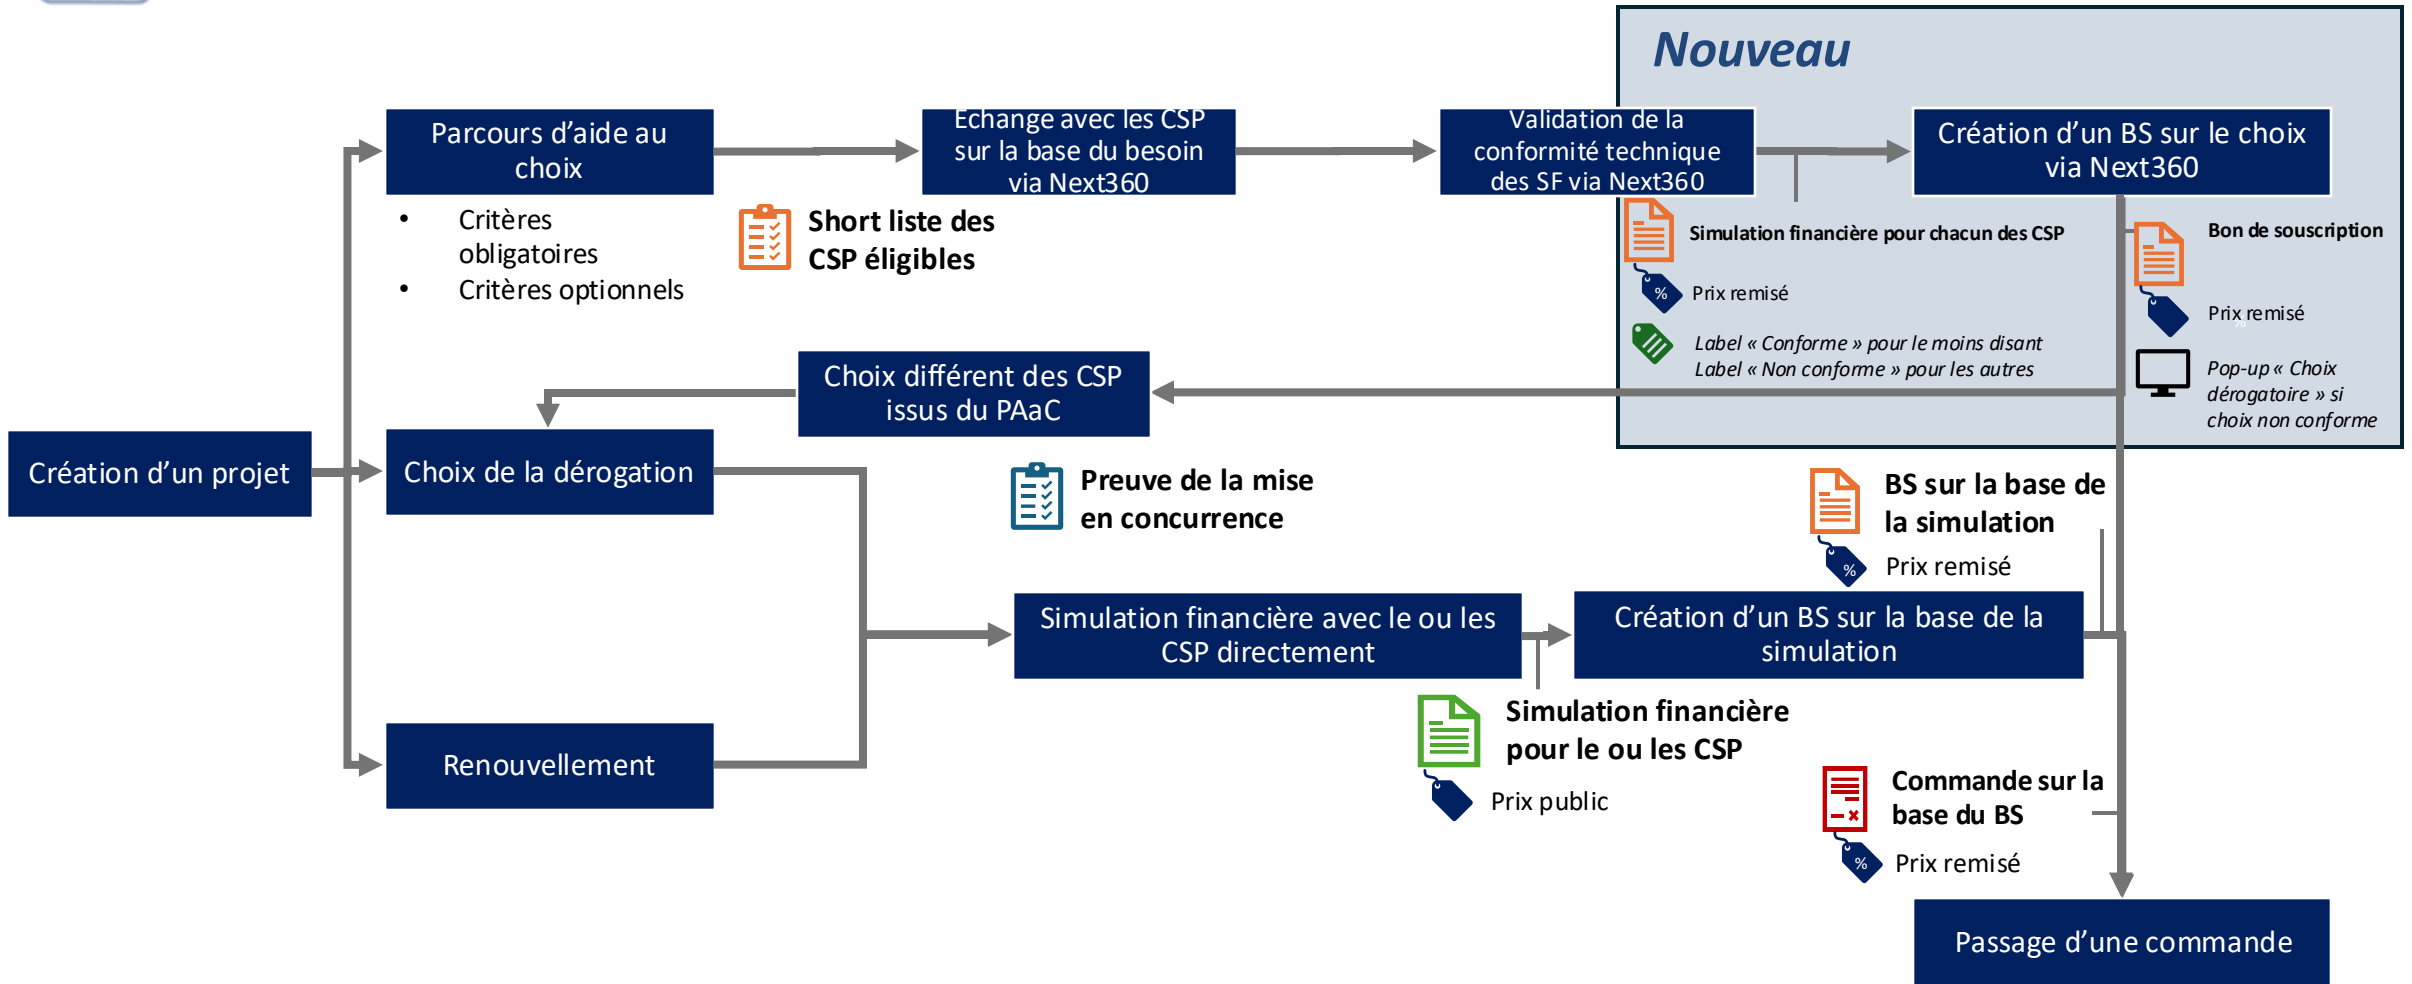 Nouveau
Parcours d’aide au
choix
Echange avec les CSP
sur la base du besoin
via Next360
Validation de la
conformité technique
des SF via Next360
Création d’un BS sur le choix
via Next360
• Critères
obligatoires
• Critères optionnels
Short liste des
CSP éligibles
Simulation financière pour chacun des CSP
%
Prix remisé
Label « Conforme » pour le moins disant
Label « Non conforme » pour les autres
Bon de souscription
Prix remisé
%
Pop-up « Choix
dérogatoire » si
choix non conforme
Choix différent des CSP
issus du PAaC
Création d’un projet
Choix de la dérogation
Preuve de la mise
en concurrence
BS sur la base de
la simulation
%
Prix remisé
Simulation financière avec le ou les
CSP directement
Création d’un BS sur la base de la
simulation
Simulation financière
pour le ou les CSP
Prix public
Renouvellement
Commande sur la
base du BS
%
Prix remisé
Passage d’une commande